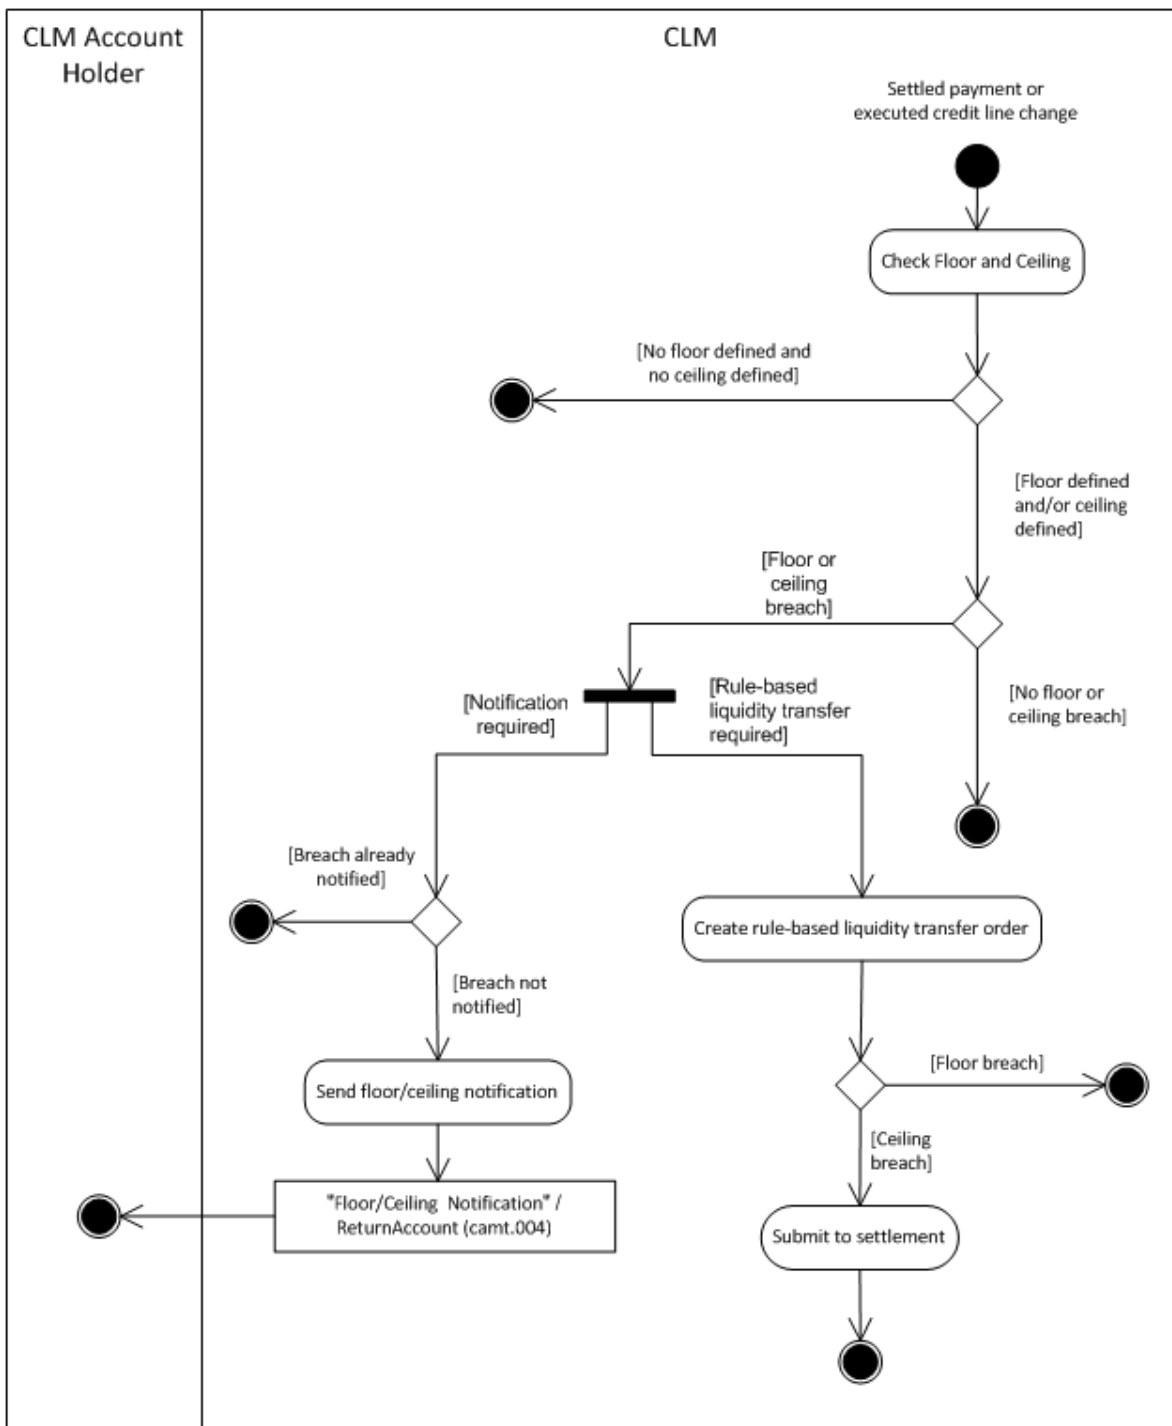 CLM Account
Holder
CLM
Settled payment or
executed credit line change
Check Floor and Ceiling
[No floor defined and
no ceiling defined]
[Floor defined
and/or ceiling
defined]
[Floor or
ceiling
breach]
[No floor or
ceiling breach]
[Notification
required]
[Rule-based
liquidity transfer
required]
[Breach already
notified]
[Breach not
notified]
Create rule-based liquidity transfer order
Send floor/ceiling notification
[Floor breach]
[Ceiling
breach]
"Floor/Ceiling Notification" /
ReturnAccount (camt.004)
Submit to settlement